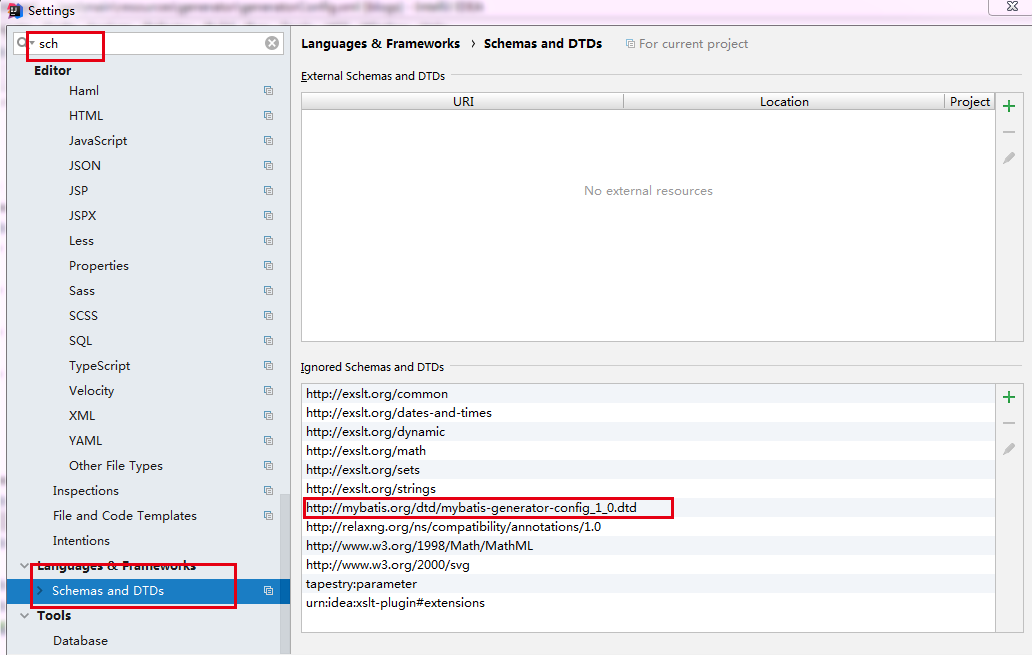 Settings
sch
Editor
Haml
HTML
JavaScript
JSON
JSP
JSPX
Less
Properties
Sass
SCSS
SQL
TypeScript
Velocity
XML
YAML
Other File Types
Inspections
File and Code Templates
Intentions
Languages & Frameworks
Schemas and DTDs
Tools
Database
Languages & Frameworks › Schemas and DTDs For current project
External Schemas and DTDs
URI Location Project
No external resources
Ignored Schemas and DTDs
http://exslt.org/common
http://exslt.org/dates-and-times
http://exslt.org/dynamic
http://exslt.org/math
http://exslt.org/sets
http://exslt.org/strings
http://mybatis.org/dtd/mybatis-generator-config_1_0.dtd
http://relaxng.org/ns/compatibility/annotations/1.0
http://www.w3.org/1998/Math/MathML
http://www.w3.org/2000/svg
tapestry:parameter
urn:idea:xslt-plugin#extensions